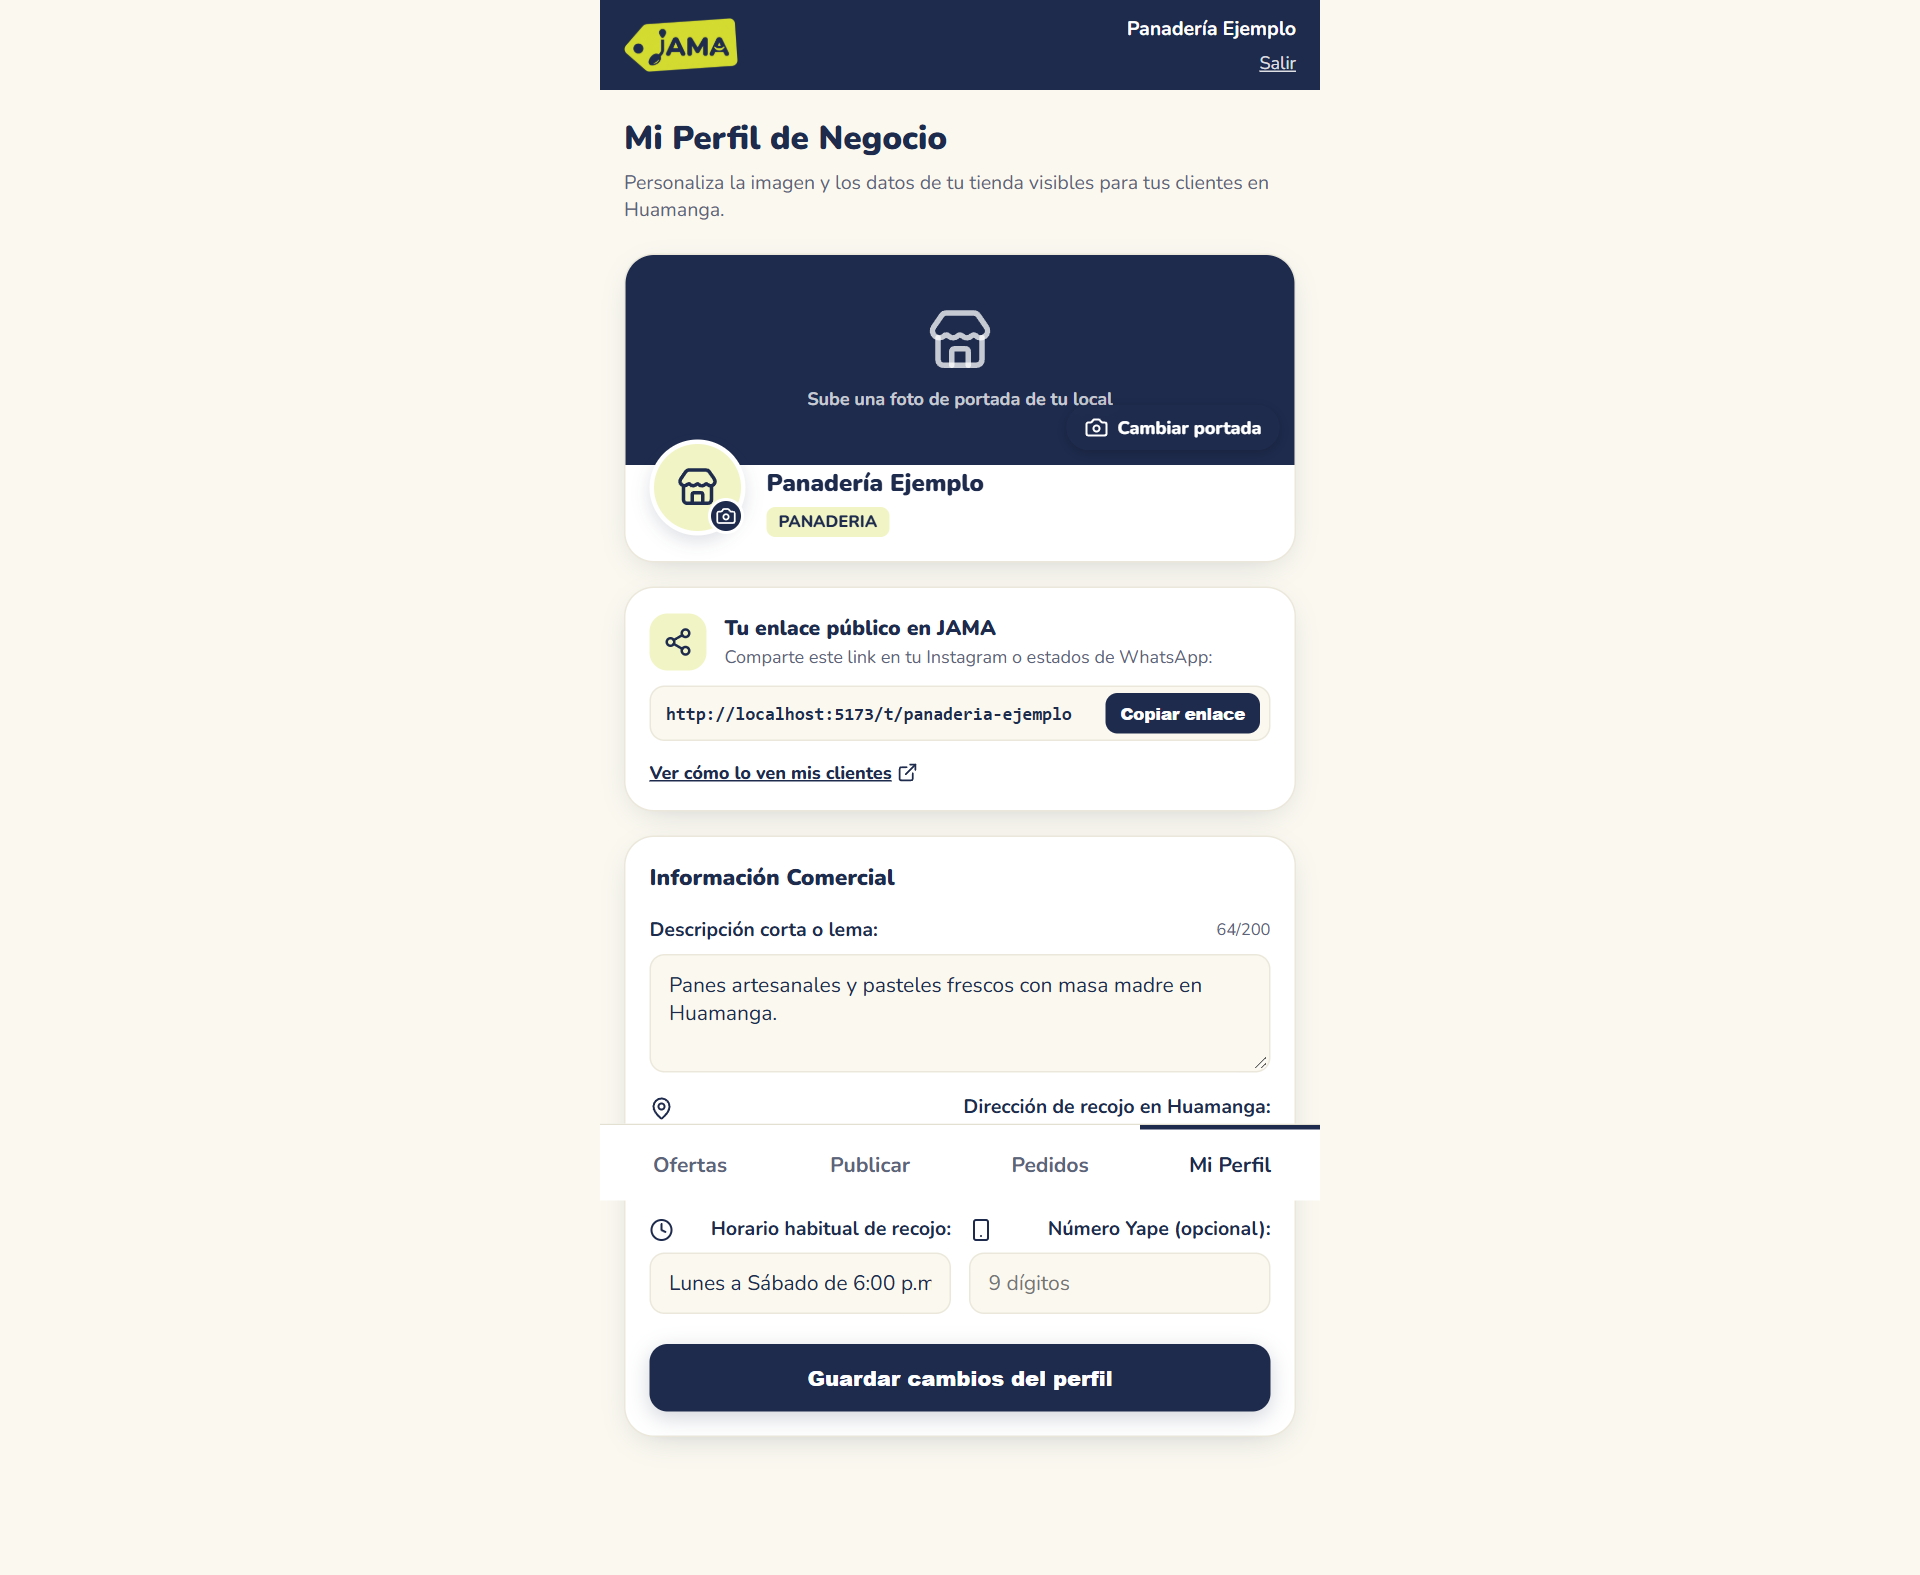 JAMA
Panadería Ejemplo
Salir
Mi Perfil de Negocio
Personaliza la imagen y los datos de tu tienda visibles para tus clientes en
Huamanga.
Sube una foto de portada de tu local
Cambiar portada
Panadería Ejemplo
PANADERIA
Tu enlace público en JAMA
Comparte este link en tu Instagram o estados de WhatsApp:
http://localhost:5173/t/panaderia-ejemplo
Copiar enlace
Ver cómo lo ven mis clientes
Información Comercial
Descripción corta o lema:
64/200
Panes artesanales y pasteles frescos con masa madre en
Huamanga.
Dirección de recojo en Huamanga:
Ofertas
Publicar
Pedidos
Mi Perfil
Horario habitual de recojo:
Número Yape (opcional):
Lunes a Sábado de 6:00 p.m
9 dígitos
Guardar cambios del perfil